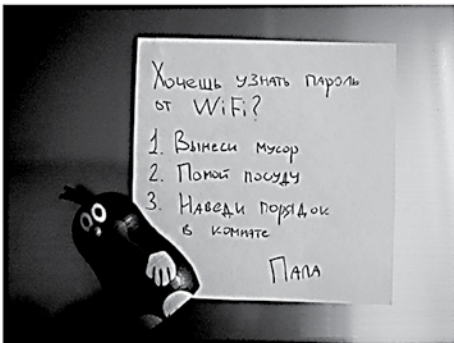 Хочешь узнать пароль
от WiFi?
1. Вынеси мусор
2. Помой посуду
3. Наведи порядок
в комнате
Папа